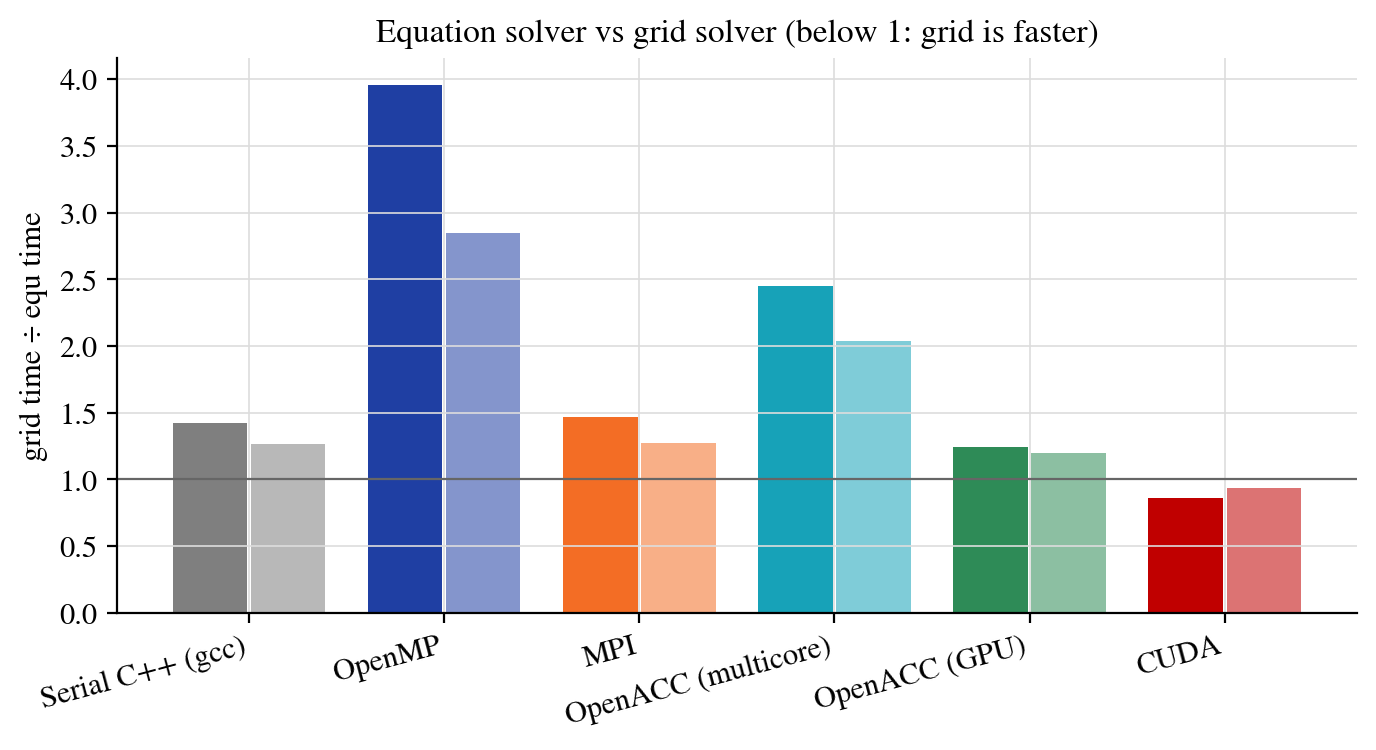 Equation solver vs grid solver (below 1: grid is faster)
grid time ÷ equ time
4.0
3.5
3.0
2.5
2.0
1.5
1.0
0.5
0.0
Serial C++ (gcc)
OpenMP
MPI
OpenACC (multicore)
OpenACC (GPU)
CUDA